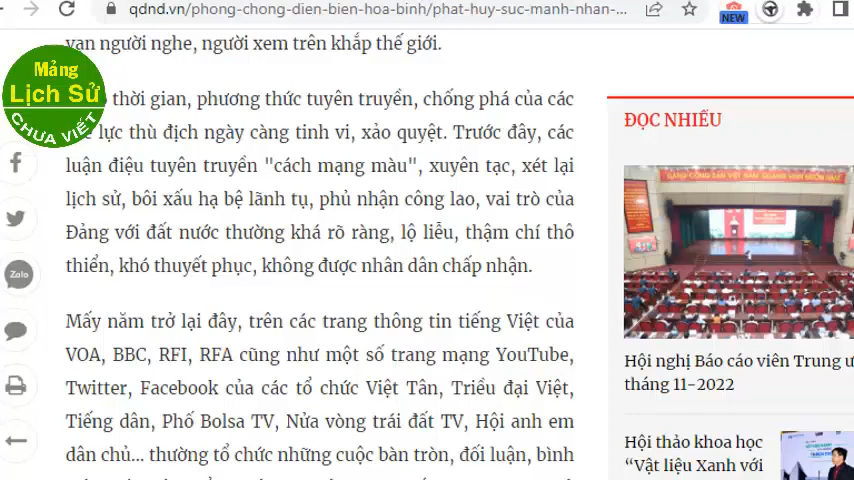 qdnd.vn/phong-chong-dien-bien-hoa-binh/phat-huy-suc-manh-nhan-...
NEW
vạn người nghe, người xem trên khắp thế giới.
Mảng
Lịch Sử
CHƯA VIẾT
thời gian, phương thức tuyên truyền, chống phá của các
lực thù địch ngày càng tinh vi, xảo quyệt. Trước đây, các
luận điệu tuyên truyền "cách mạng màu", xuyên tạc, xét lại
lịch sử, bôi xấu hạ bệ lãnh tụ, phủ nhận công lao, vai trò của
Đảng với đất nước thường khá rõ ràng, lộ liễu, thậm chí thô
thiển, khó thuyết phục, không được nhân dân chấp nhận.
Zalo
Mấy năm trở lại đây, trên các trang thông tin tiếng Việt của
VOA, BBC, RFI, RFA cũng như một số trang mạng YouTube,
Twitter, Facebook của các tổ chức Việt Tân, Triều đại Việt,
Tiếng dân, Phố Bolsa TV, Nửa vòng trái đất TV, Hội anh em
dân chủ... thường tổ chức những cuộc bàn tròn, đối luận, bình
ĐỌC NHIỀU
Hội nghị Báo cáo viên Trung ư
tháng 11-2022
Hội thảo khoa học
“Vật liệu Xanh với